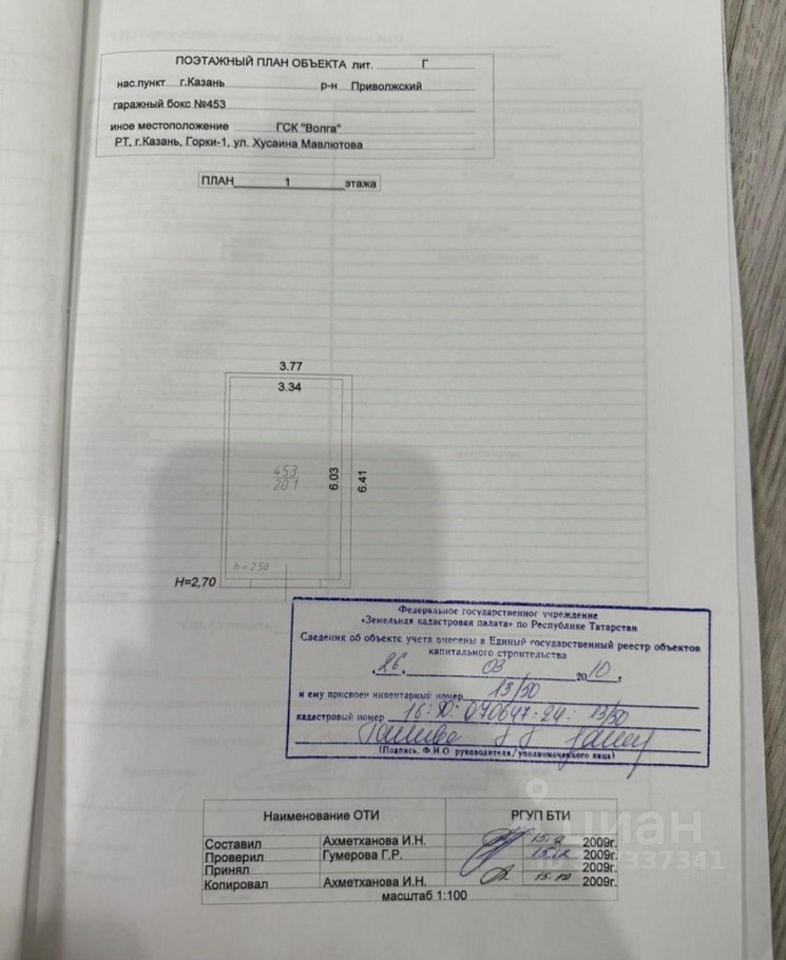 ПОЭТАЖНЫЙ ПЛАН ОБЪЕКТА лит. Г
нас.пункт г.Казань р-н Приволжский
гаражный бокс №453
иное местоположение ГСК "Волга"
РТ, г.Казань, Горки-1, ул. Хусаина Мавлютова
ПЛАН 1 этажа
3.77
3.34
453
20.1
6.03
6.41
h = 2.50
H=2,70
Федеральное государственное учреждение
«Земельная кадастровая палата» по Республике Татарстан
Сведения об объекте учета внесены в Единый государственный реестр объектов
капитального строительства
26. 03 2010 г.
и ему присвоен инвентарный номер 13/50
кадастровый номер 16:50:070647:24: 13/50
(Подпись, Ф.И.О руководителя/уполномоченного лица)
Наименование ОТИ РГУП БТИ
Составил Ахметханова И.Н. 2009г.
Проверил Гумерова Г.Р. 15.12 2009г.
Принял 2009г.
Копировал Ахметханова И.Н. 2009г.
масштаб 1:100
циан
337341